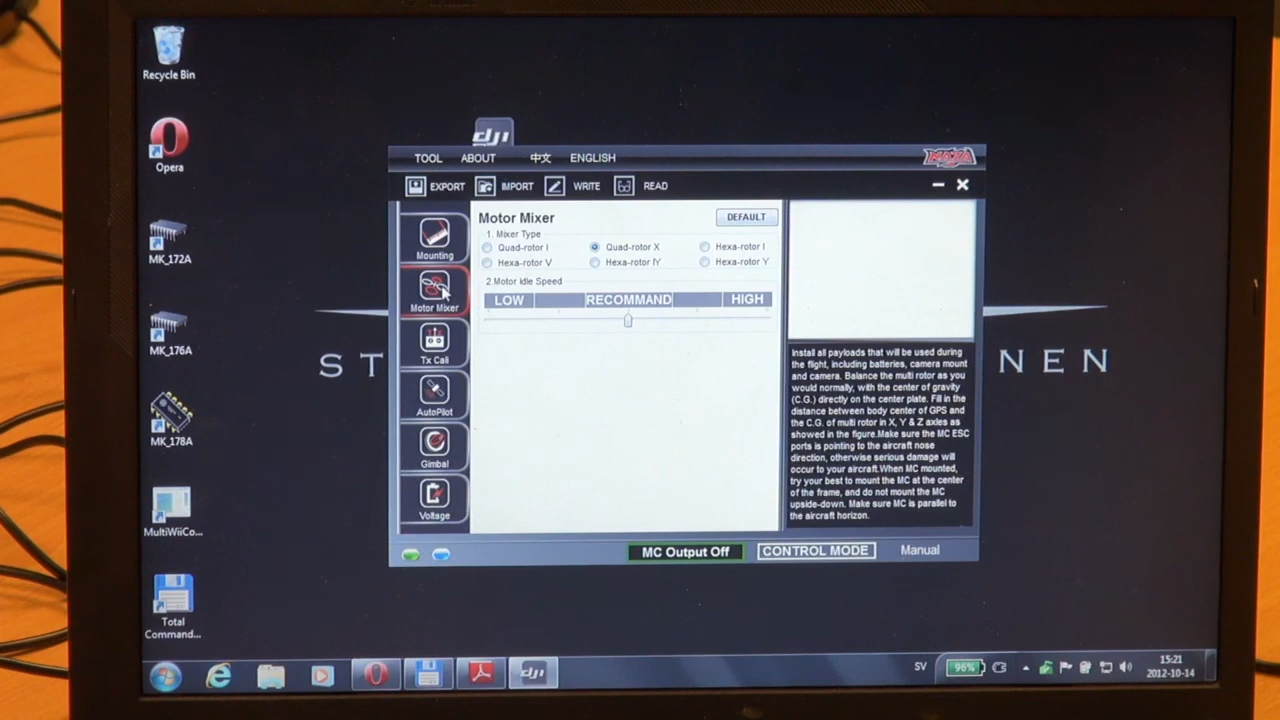 Recycle Bin
Opera
MK_172A
MK_176A
MK_178A
MultiWiiCo...
Total
Command...
dji
TOOL ABOUT 中文 ENGLISH
NAZA
EXPORT IMPORT WRITE READ
Mounting
Motor Mixer
Tx Cali
AutoPilot
Gimbal
Voltage
Motor Mixer
DEFAULT
1. Mixer Type
Quad-rotor I Quad-rotor X Hexa-rotor I
Hexa-rotor V Hexa-rotor IY Hexa-rotor Y
2.Motor Idle Speed
LOW RECOMMAND HIGH
Install all payloads that will be used during
the flight, including batteries, camera mount
and camera. Balance the multi rotor as you
would normally, with the center of gravity
(C.G.) directly on the center plate. Fill in the
distance between body center of GPS and
the C.G. of multi rotor in X, Y & Z axles as
showed in the figure.Make sure the MC ESC
ports is pointing to the aircraft nose
direction, otherwise serious damage will
occur to your aircraft.When MC mounted,
try your best to mount the MC at the center
of the frame, and do not mount the MC
upside-down. Make sure MC is parallel to
the aircraft horizon.
MC Output Off CONTROL MODE Manual
ST NEN
dji
SV 96% 15:21
2012-10-14